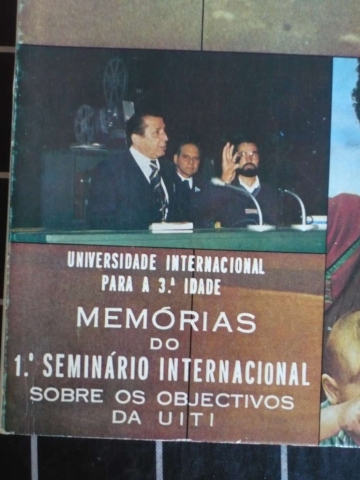 UNIVERSIDADE INTERNACIONAL
PARA A 3.ª IDADE
MEMÓRIAS
DO
1.º SEMINÁRIO INTERNACIONAL
SOBRE OS OBJECTIVOS
DA UITI